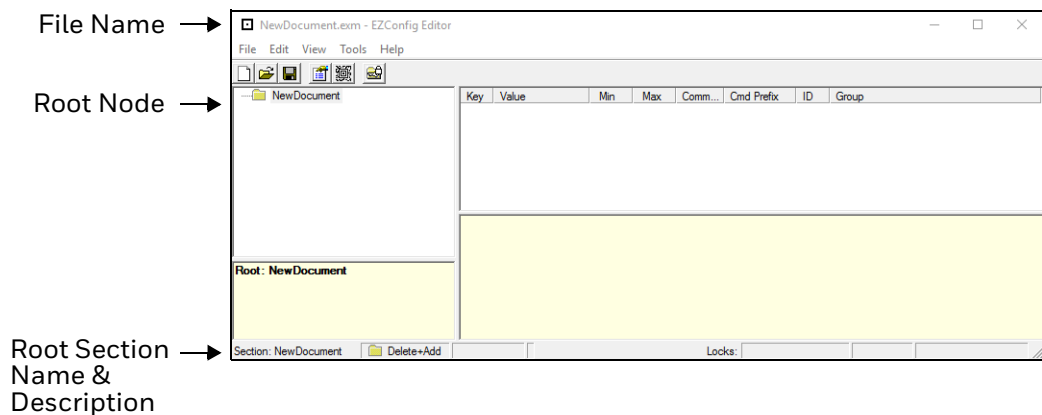 File Name
NewDocument.exm - EZConfig Editor
File Edit View Tools Help
Root Node
NewDocument
Key Value Min Max Comm... Cmd Prefix ID Group
Root: NewDocument
Root Section
Name &
Description
Section: NewDocument Delete+Add Locks: